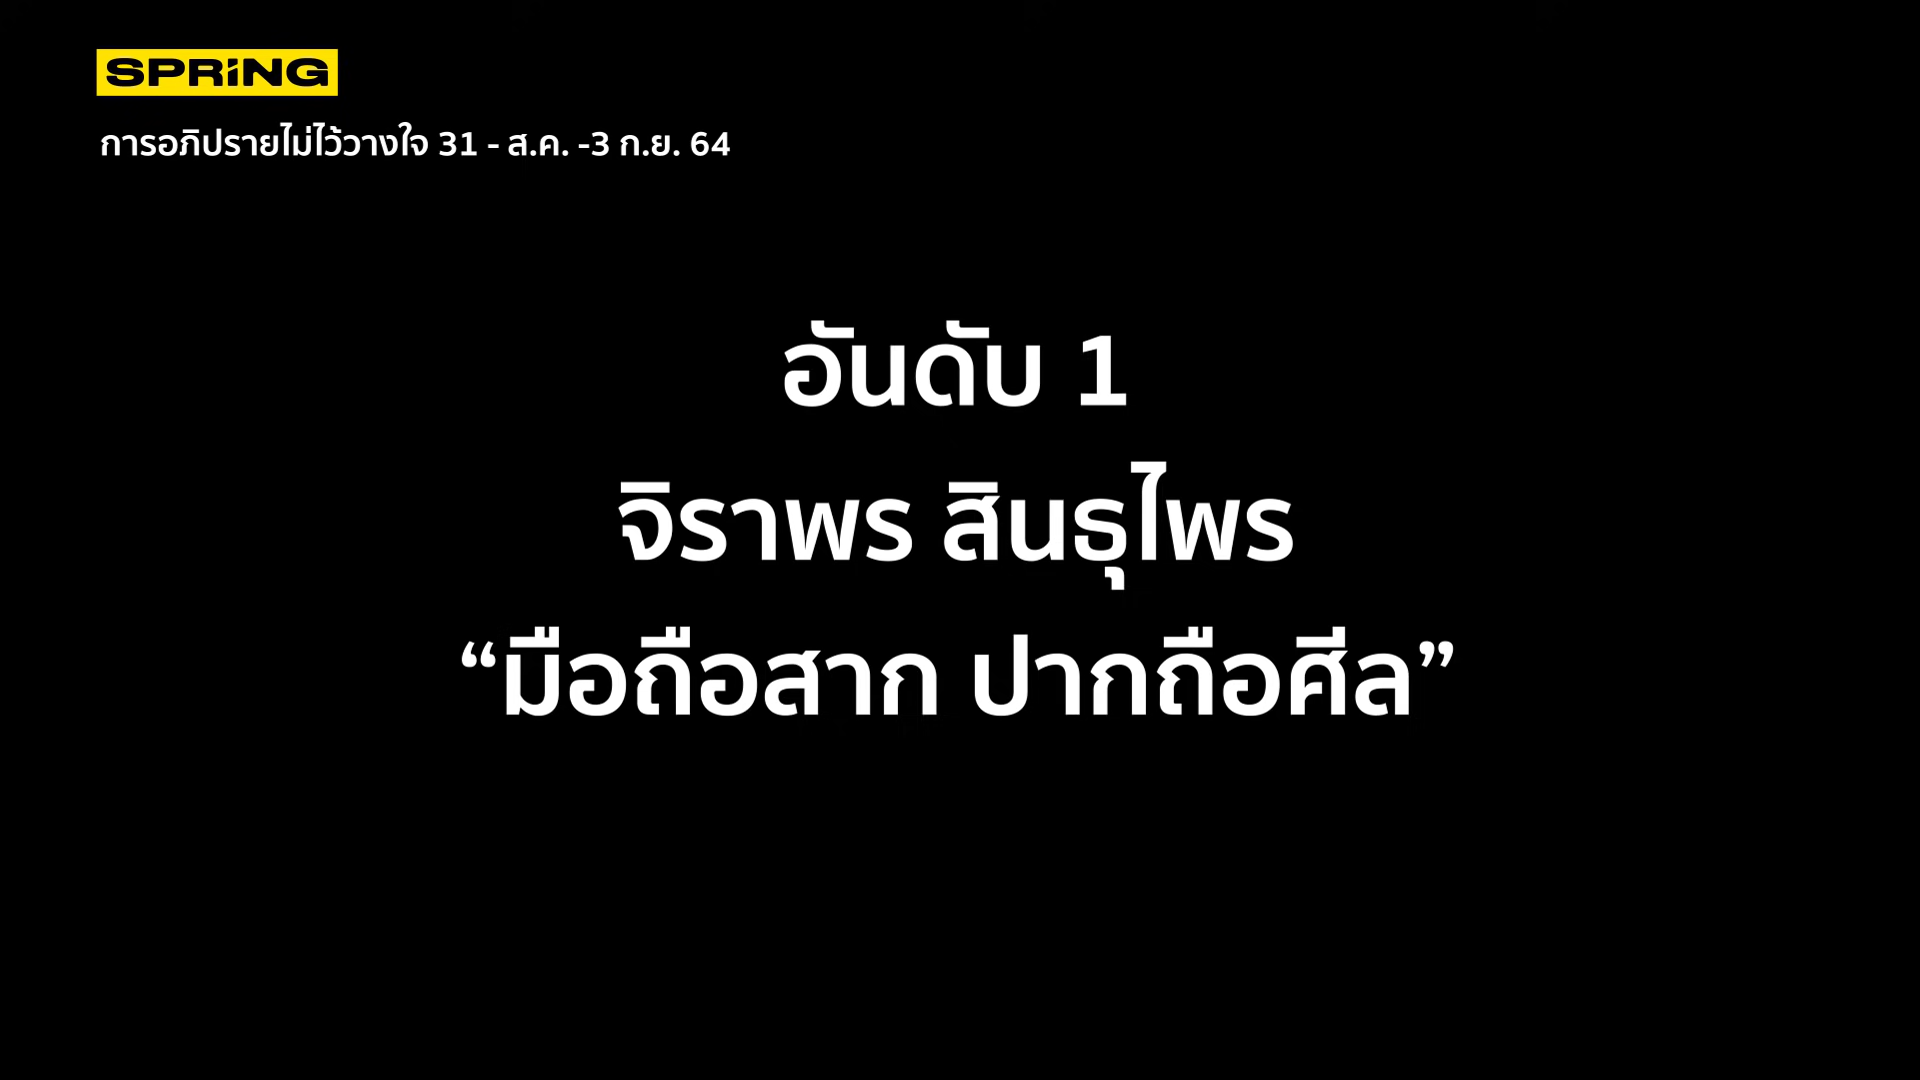 SPRiNG
การอภิปรายไม่ไว้วางใจ 31 - ส.ค. -3 ก.ย. 64
อันดับ 1
จิราพร สินธุไพร
“มือถือสาก ปากถือศีล”